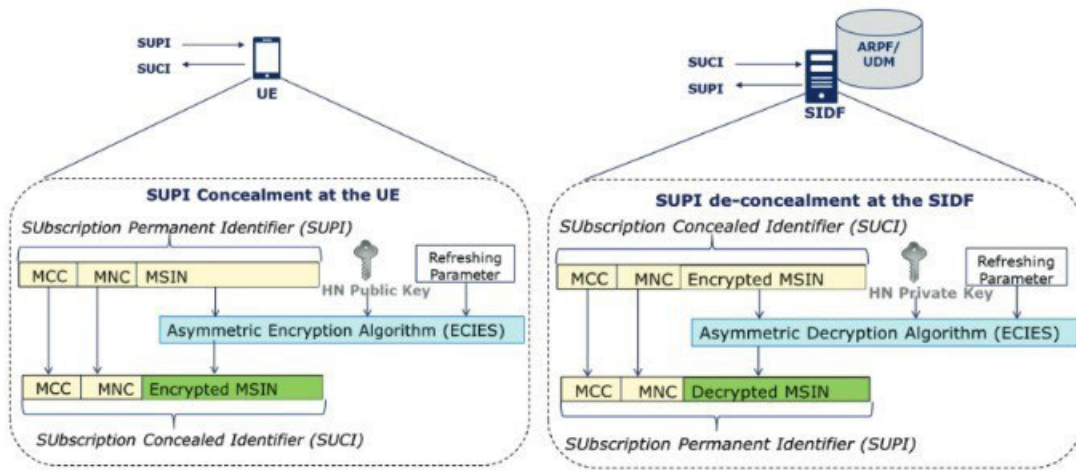 SUPI
SUCI
UE
SUPI Concealment at the UE
SUbscription Permanent Identifier (SUPI)
MCC MNC MSIN
HN Public Key
Refreshing
Parameter
Asymmetric Encryption Algorithm (ECIES)
MCC MNC Encrypted MSIN
SUbscription Concealed Identifier (SUCI)
ARPF/
UDM
SUCI
SUPI
SIDF
SUPI de-concealment at the SIDF
SUbscription Concealed Identifier (SUCI)
MCC MNC Encrypted MSIN
HN Private Key
Refreshing
Parameter
Asymmetric Decryption Algorithm (ECIES)
MCC MNC Decrypted MSIN
SUbscription Permanent Identifier (SUPI)